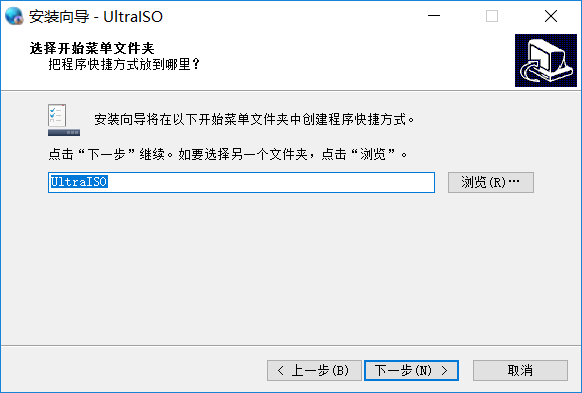 安装向导 - UltraISO
选择开始菜单文件夹
把程序快捷方式放到哪里？
安装向导将在以下开始菜单文件夹中创建程序快捷方式。
点击“下一步”继续。如要选择另一个文件夹，点击“浏览”。
UltraISO
浏览(R)…
< 上一步(B)
下一步(N) >
取消